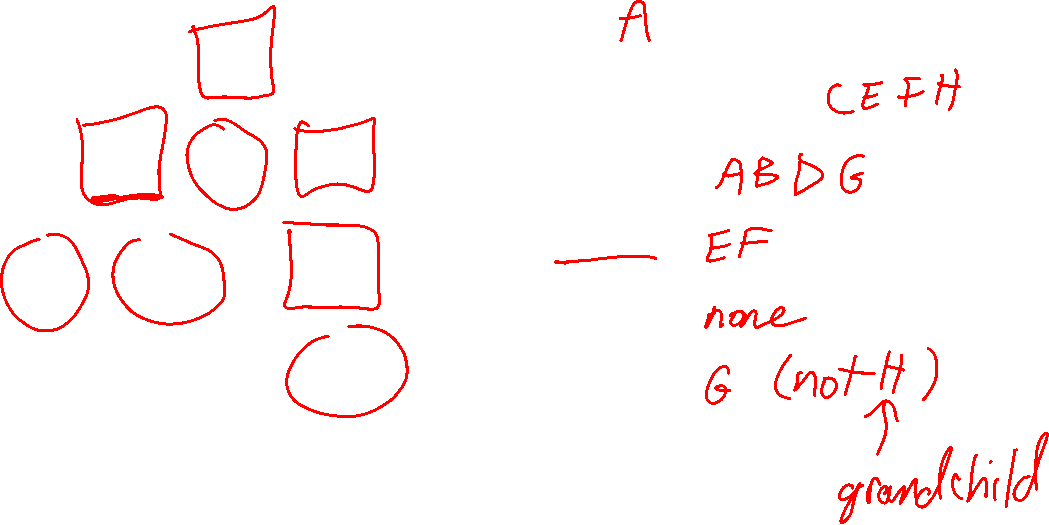 A
CEFH
ABDG
EF
none
G (not H)
grandchild